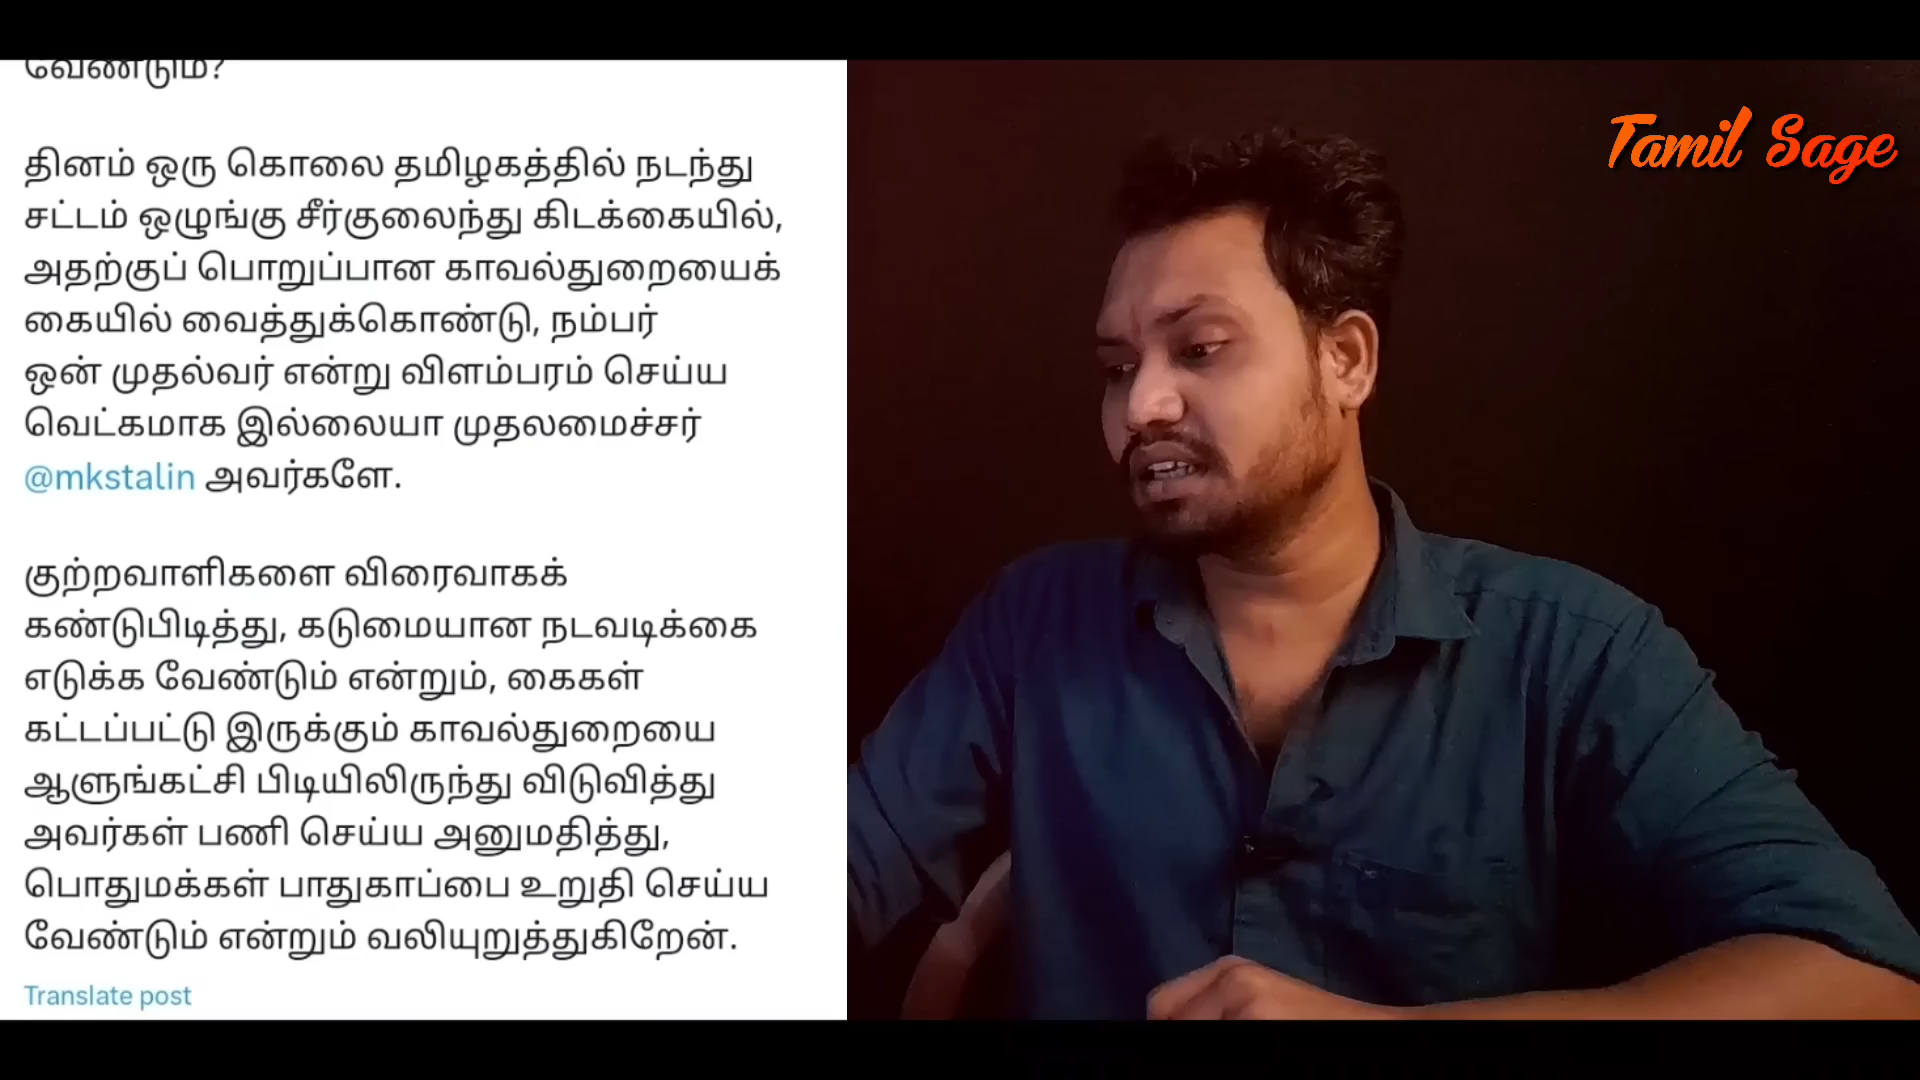 வேண்டும்?
தினம் ஒரு கொலை தமிழகத்தில் நடந்து
சட்டம் ஒழுங்கு சீர்குலைந்து கிடக்கையில்,
அதற்குப் பொறுப்பான காவல்துறையைக்
கையில் வைத்துக்கொண்டு, நம்பர்
ஒன் முதல்வர் என்று விளம்பரம் செய்ய
வெட்கமாக இல்லையா முதலமைச்சர்
@mkstalin அவர்களே.
குற்றவாளிகளை விரைவாகக்
கண்டுபிடித்து, கடுமையான நடவடிக்கை
எடுக்க வேண்டும் என்றும், கைகள்
கட்டப்பட்டு இருக்கும் காவல்துறையை
ஆளுங்கட்சி பிடியிலிருந்து விடுவித்து
அவர்கள் பணி செய்ய அனுமதித்து,
பொதுமக்கள் பாதுகாப்பை உறுதி செய்ய
வேண்டும் என்றும் வலியுறுத்துகிறேன்.
Translate post
Tamil Sage